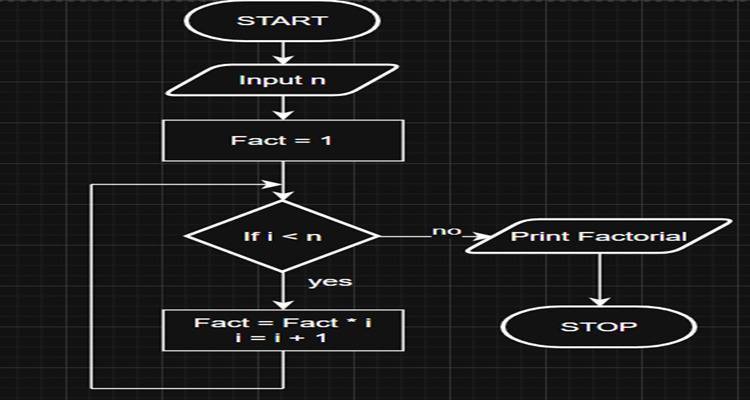 START
Input n
Fact = 1
If i < n
no
Print Factorial
yes
Fact = Fact * i
i = i + 1
STOP